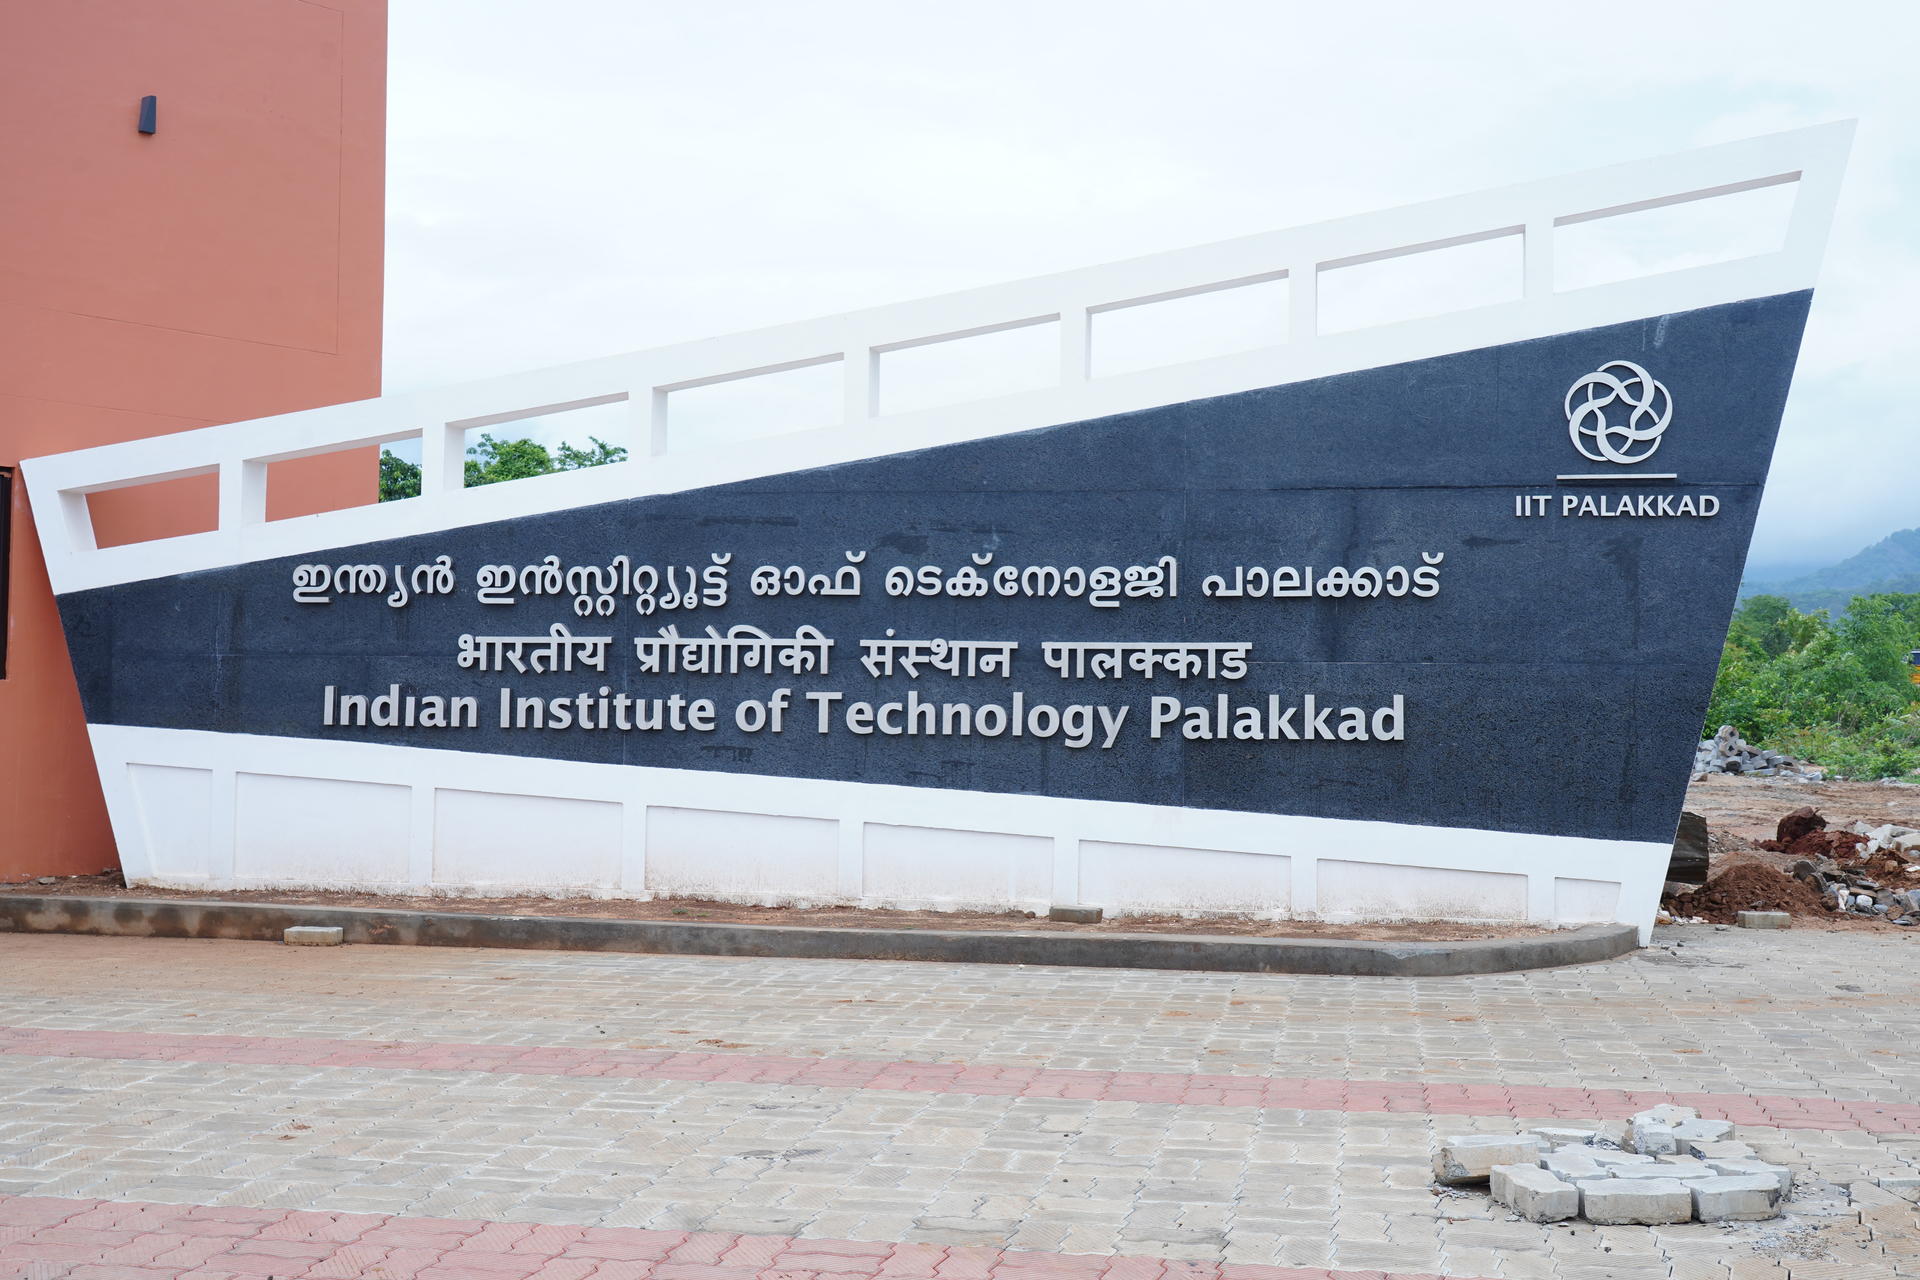 IIT PALAKKAD
ഇന്ത്യൻ ഇൻസ്റ്റിറ്റ്യൂട്ട് ഓഫ് ടെക്നോളജി പാലക്കാട്
भारतीय प्रौद्योगिकी संस्थान पालक्काड
Indian Institute of Technology Palakkad